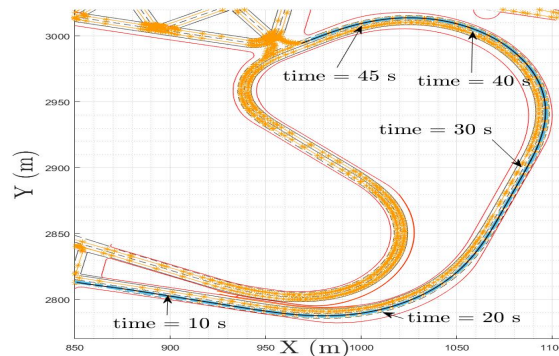 3000
time = 45 s
time = 40 s
2950
time = 30 s
Y (m)
2900
2850
2800
time = 10 s
time = 20 s
850
900
950
X (m)
1000
1050
110